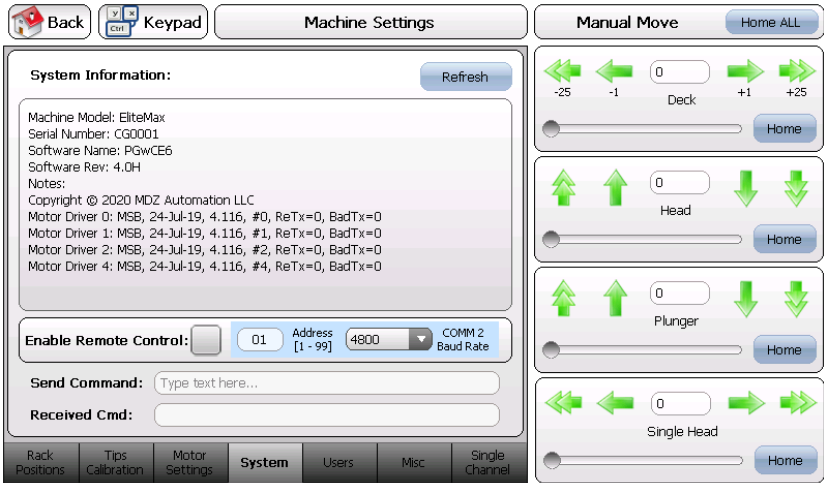 Back
y x
Ctrl
Keypad
Machine Settings
Manual Move
Home ALL
System Information:
Refresh
Machine Model: EliteMax
Serial Number: CG0001
Software Name: PGwCE6
Software Rev: 4.0H
Notes:
Copyright © 2020 MDZ Automation LLC
Motor Driver 0: MSB, 24-Jul-19, 4.116, #0, ReTx=0, BadTx=0
Motor Driver 1: MSB, 24-Jul-19, 4.116, #1, ReTx=0, BadTx=0
Motor Driver 2: MSB, 24-Jul-19, 4.116, #2, ReTx=0, BadTx=0
Motor Driver 4: MSB, 24-Jul-19, 4.116, #4, ReTx=0, BadTx=0
Enable Remote Control:
01
Address
[1 - 99]
4800
COMM 2
Baud Rate
Send Command:
Type text here...
Received Cmd:
Rack
Positions
Tips
Calibration
Motor
Settings
System
Users
Misc
Single
Channel
0
-25
-1
Deck
+1
+25
Home
0
Head
Home
0
Plunger
Home
0
Single Head
Home